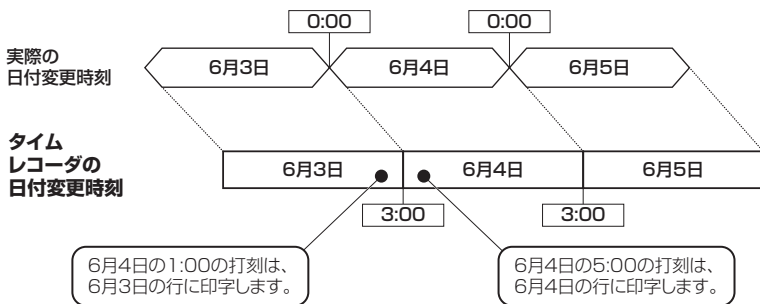 0:00
0:00
実際の
日付変更時刻
6月3日
6月4日
6月5日
タイム
レコーダの
日付変更時刻
6月3日
6月4日
6月5日
3:00
3:00
6月4日の1:00の打刻は、
6月3日の行に印字します。
6月4日の5:00の打刻は、
6月4日の行に印字します。